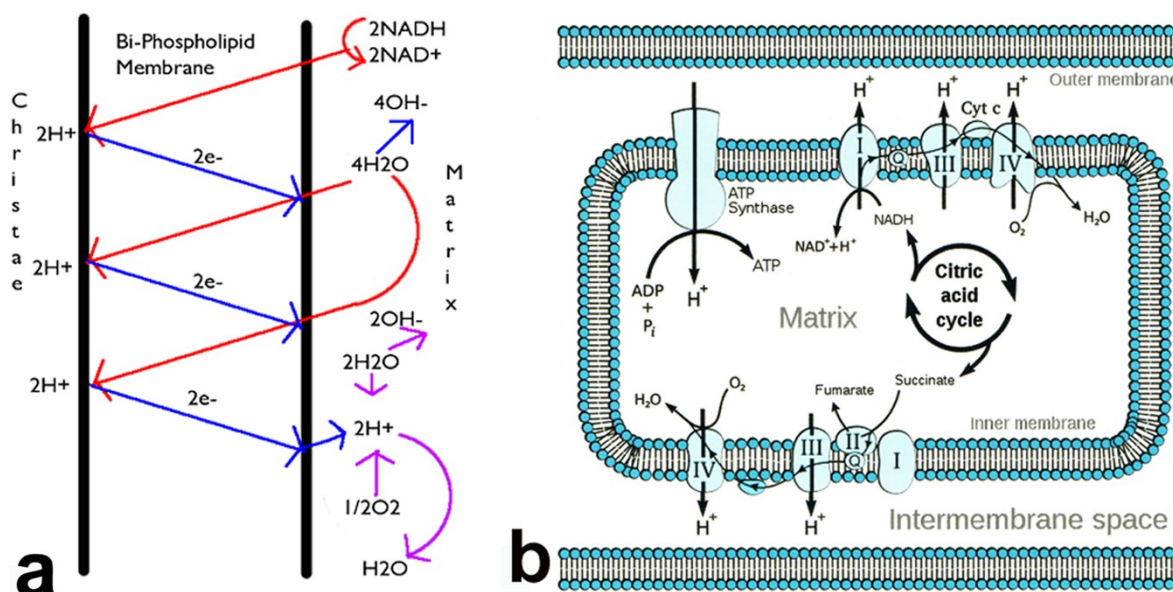 Bi-Phospholipid
Membrane
Christae
2NADH
2NAD+
4OH-
2H+
2e-
4H2O
Matrix
2H+
2e-
2OH-
2H2O
2H+
2e-
2H+
1/2O2
H2O
a
Outer membrane
H+
H+
H+
H+
Cyt c
I
Q
III
IV
ATP
Synthase
NADH
O2
H2O
NAD++H+
ATP
ADP
+
Pi
H+
Citric
acid
cycle
Matrix
Succinate
Fumarate
O2
H2O
Inner membrane
IV
III
II
Q
I
H+
H+
Intermembrane space
b